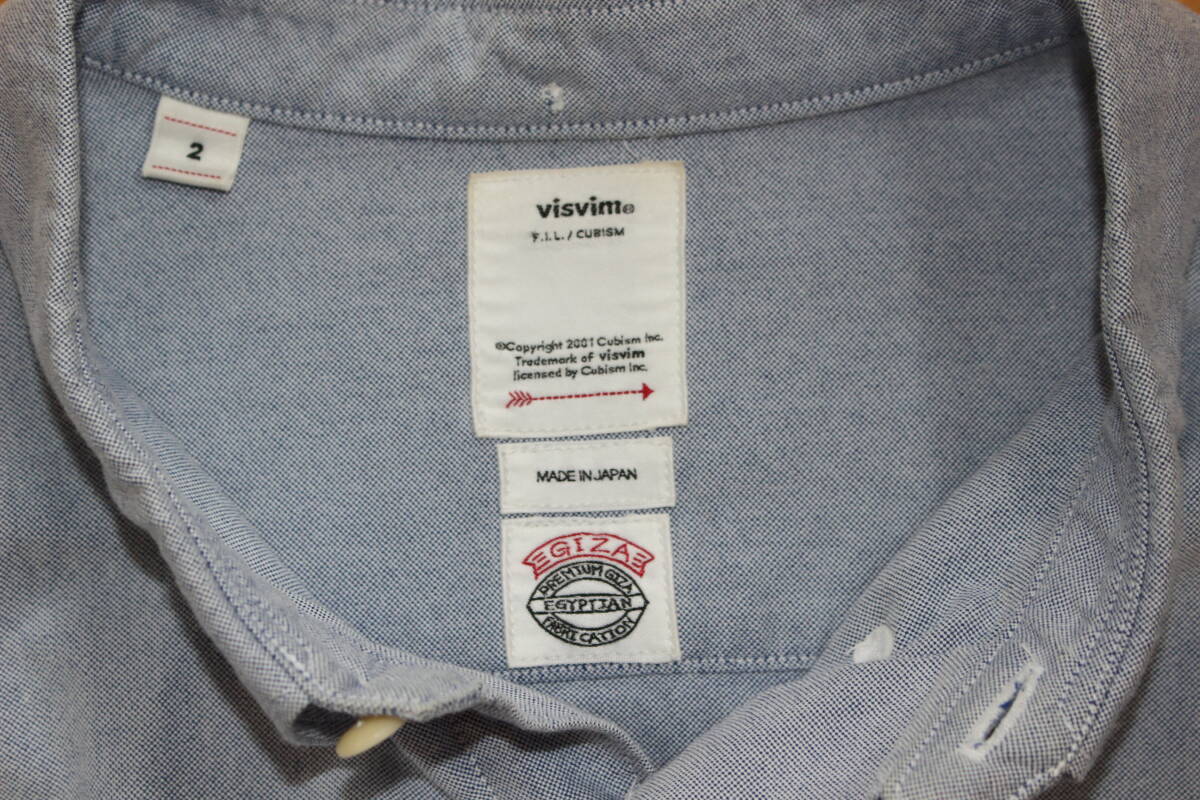 2
visvim®
F.I.L. / CUBISM
©Copyright 2001 Cubism Inc.
Trademark of visvim
licensed by Cubism Inc.
MADE IN JAPAN
GIZA
PREMIUM GIZA
EGYPTIAN
FABRICATION